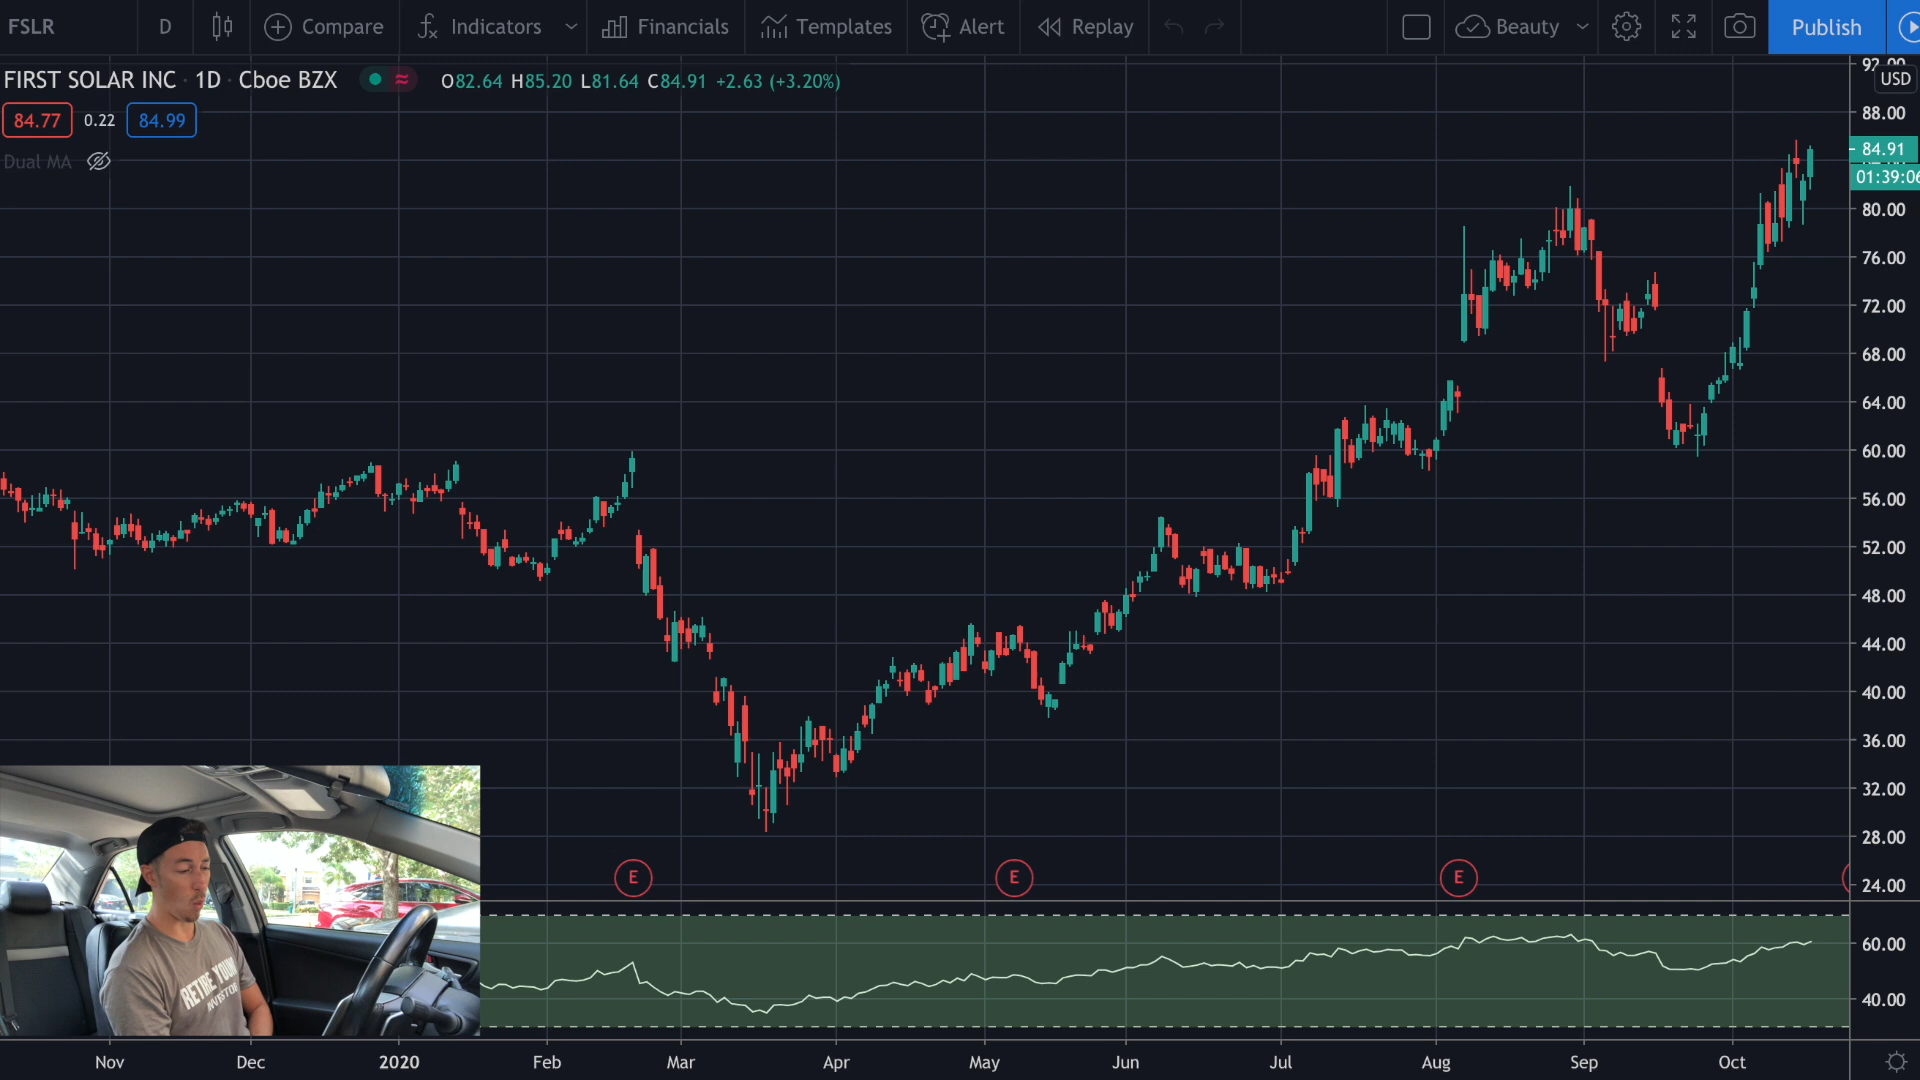 FSLR D Compare Indicators Financials Templates Alert Replay Beauty Publish
FIRST SOLAR INC · 1D · Cboe BZX O82.64 H85.20 L81.64 C84.91 +2.63 (+3.20%)
84.77 0.22 84.99
Dual MA
USD
88.00
84.91
01:39:06
80.00
76.00
72.00
68.00
64.00
60.00
56.00
52.00
48.00
44.00
40.00
36.00
32.00
28.00
24.00
E E E
60.00
40.00
RETIRE YOUNG
INVESTOR
Nov Dec 2020 Feb Mar Apr May Jun Jul Aug Sep Oct